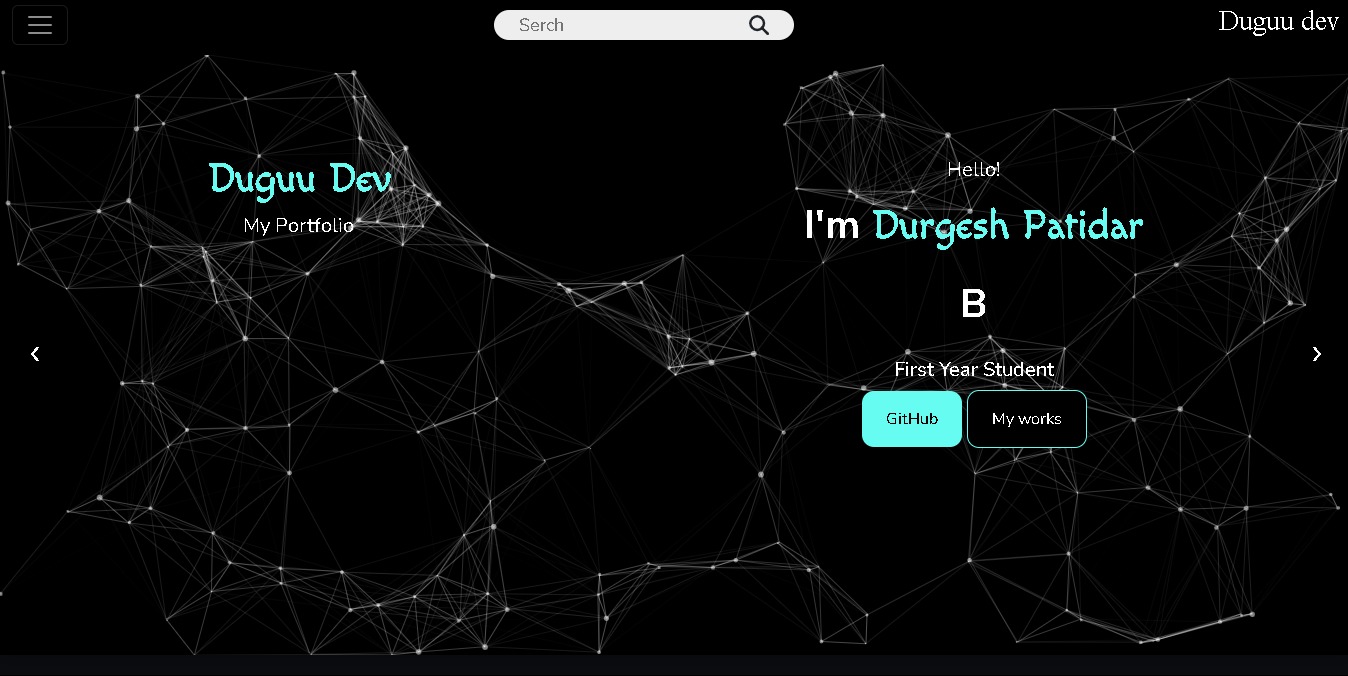 Serch
Duguu dev
Duguu Dev
My Portfolio
Hello!
I'm Durgesh Patidar
B
First Year Student
GitHub
My works